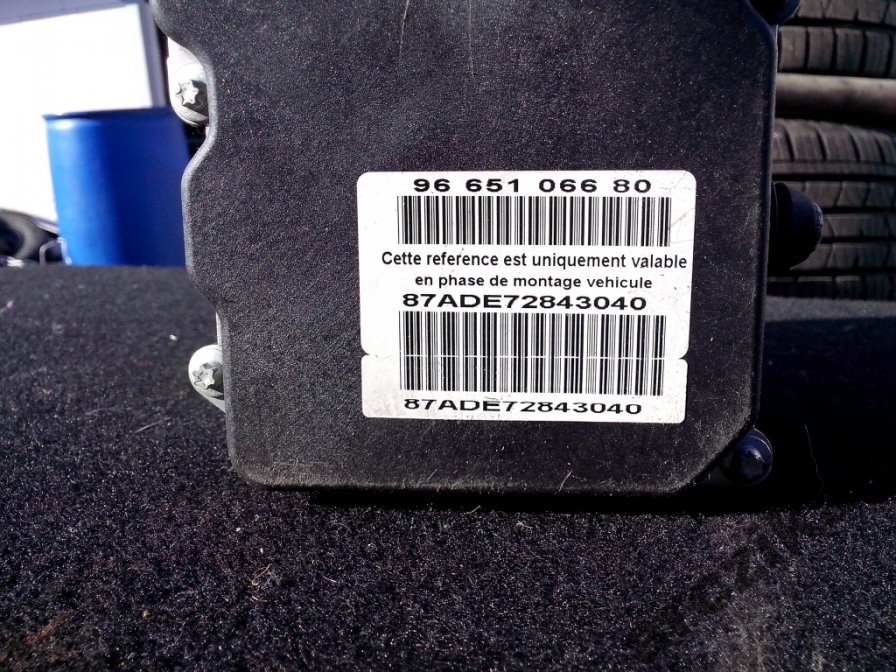 96 651 066 80
Cette reference est uniquement valable
en phase de montage vehicule
87ADE72843040
87ADE72843040